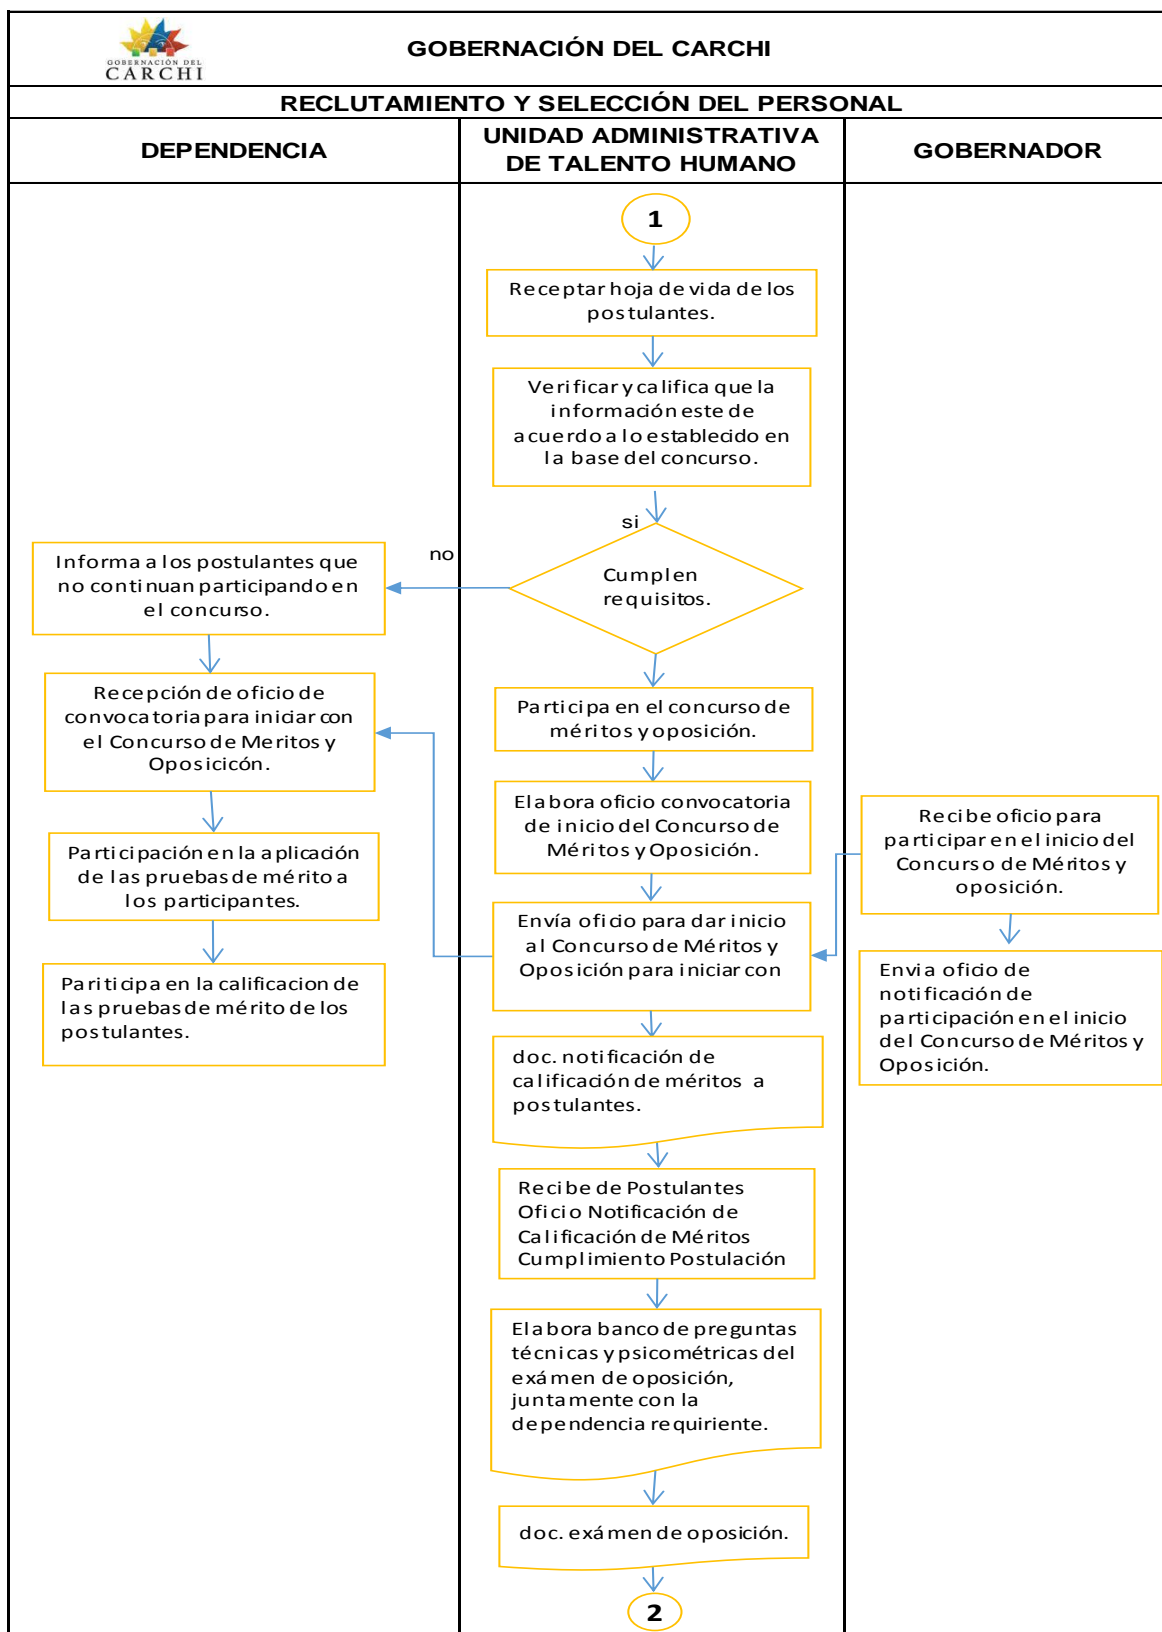 GOBERNACIÓN DEL
CARCHI
GOBERNACIÓN DEL CARCHI
RECLUTAMIENTO Y SELECCIÓN DEL PERSONAL
DEPENDENCIA
UNIDAD ADMINISTRATIVA
DE TALENTO HUMANO
GOBERNADOR
1
Receptar hoja de vida de los
postulantes.
Verificar y califica que la
información este de
acuerdo a lo establecido en
la base del concurso.
si
no
Cumplen
requisitos.
Informa a los postulantes que
no continuan participando en
el concurso.
Recepción de oficio de
convocatoria para iniciar con
el Concurso de Meritos y
Oposicicón.
Participación en la aplicación
de las pruebas de mérito a
los participantes.
Pariticipa en la calificacion de
las pruebas de mérito de los
postulantes.
Participa en el concurso de
méritos y oposición.
Elabora oficio convocatoria
de inicio del Concurso de
Méritos y Oposición.
Envía oficio para dar inicio
al Concurso de Méritos y
Oposición para iniciar con
doc. notificación de
calificación de méritos a
postulantes.
Recibe de Postulantes
Oficio Notificación de
Calificación de Méritos
Cumplimiento Postulación
Elabora banco de preguntas
técnicas y psicométricas del
exámen de oposición,
juntamente con la
dependencia requiriente.
doc. exámen de oposición.
2
Recibe oficio para
participar en el inicio del
Concurso de Méritos y
oposición.
Envia oficio de
notificación de
participación en el inicio
del Concurso de Méritos y
Oposición.